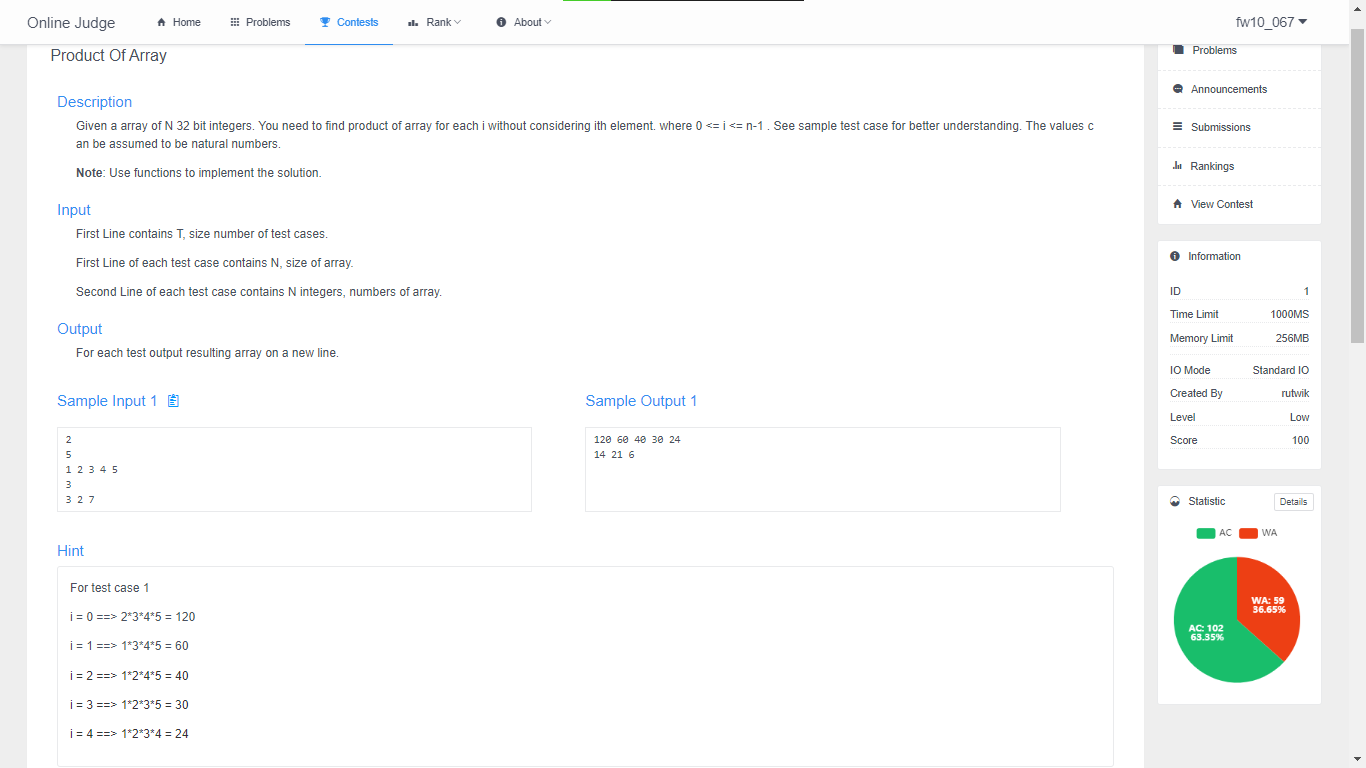 Online Judge
Home
Problems
Contests
Rank
About
fw10_067
Product Of Array
Description
Given a array of N 32 bit integers. You need to find product of array for each i without considering ith element. where 0 <= i <= n-1 . See sample test case for better understanding. The values c
an be assumed to be natural numbers.
Note: Use functions to implement the solution.
Input
First Line contains T, size number of test cases.
First Line of each test case contains N, size of array.
Second Line of each test case contains N integers, numbers of array.
Output
For each test output resulting array on a new line.
Sample Input 1
2
5
1 2 3 4 5
3
3 2 7
Sample Output 1
120 60 40 30 24
14 21 6
Hint
For test case 1
i = 0 ==> 2*3*4*5 = 120
i = 1 ==> 1*3*4*5 = 60
i = 2 ==> 1*2*4*5 = 40
i = 3 ==> 1*2*3*5 = 30
i = 4 ==> 1*2*3*4 = 24
Problems
Announcements
Submissions
Rankings
View Contest
Information
ID 1
Time Limit 1000MS
Memory Limit 256MB
IO Mode Standard IO
Created By rutwik
Level Low
Score 100
Statistic Details
AC WA
WA: 59
36.65%
AC: 102
63.35%